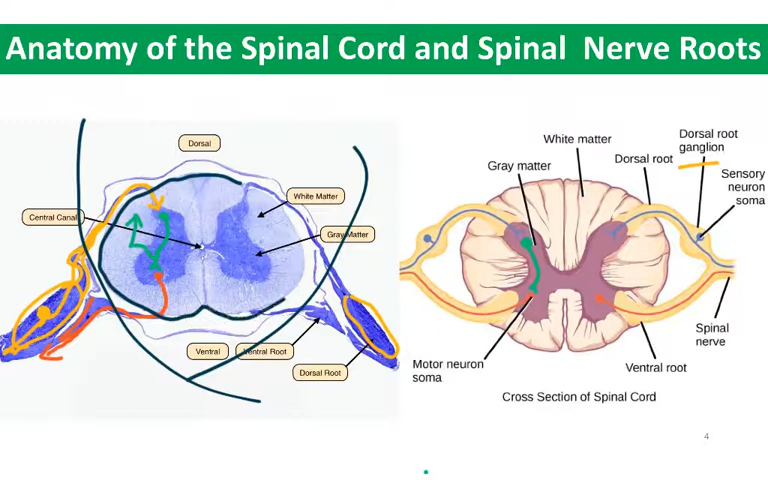 Anatomy of the Spinal Cord and Spinal Nerve Roots
Dorsal
White Matter
Central Canal
Gray Matter
Ventral
Ventral Root
Dorsal Root
White matter
Gray matter
Dorsal root
Dorsal root
ganglion
Sensory
neuron
soma
Spinal
nerve
Motor neuron
soma
Ventral root
Cross Section of Spinal Cord
4